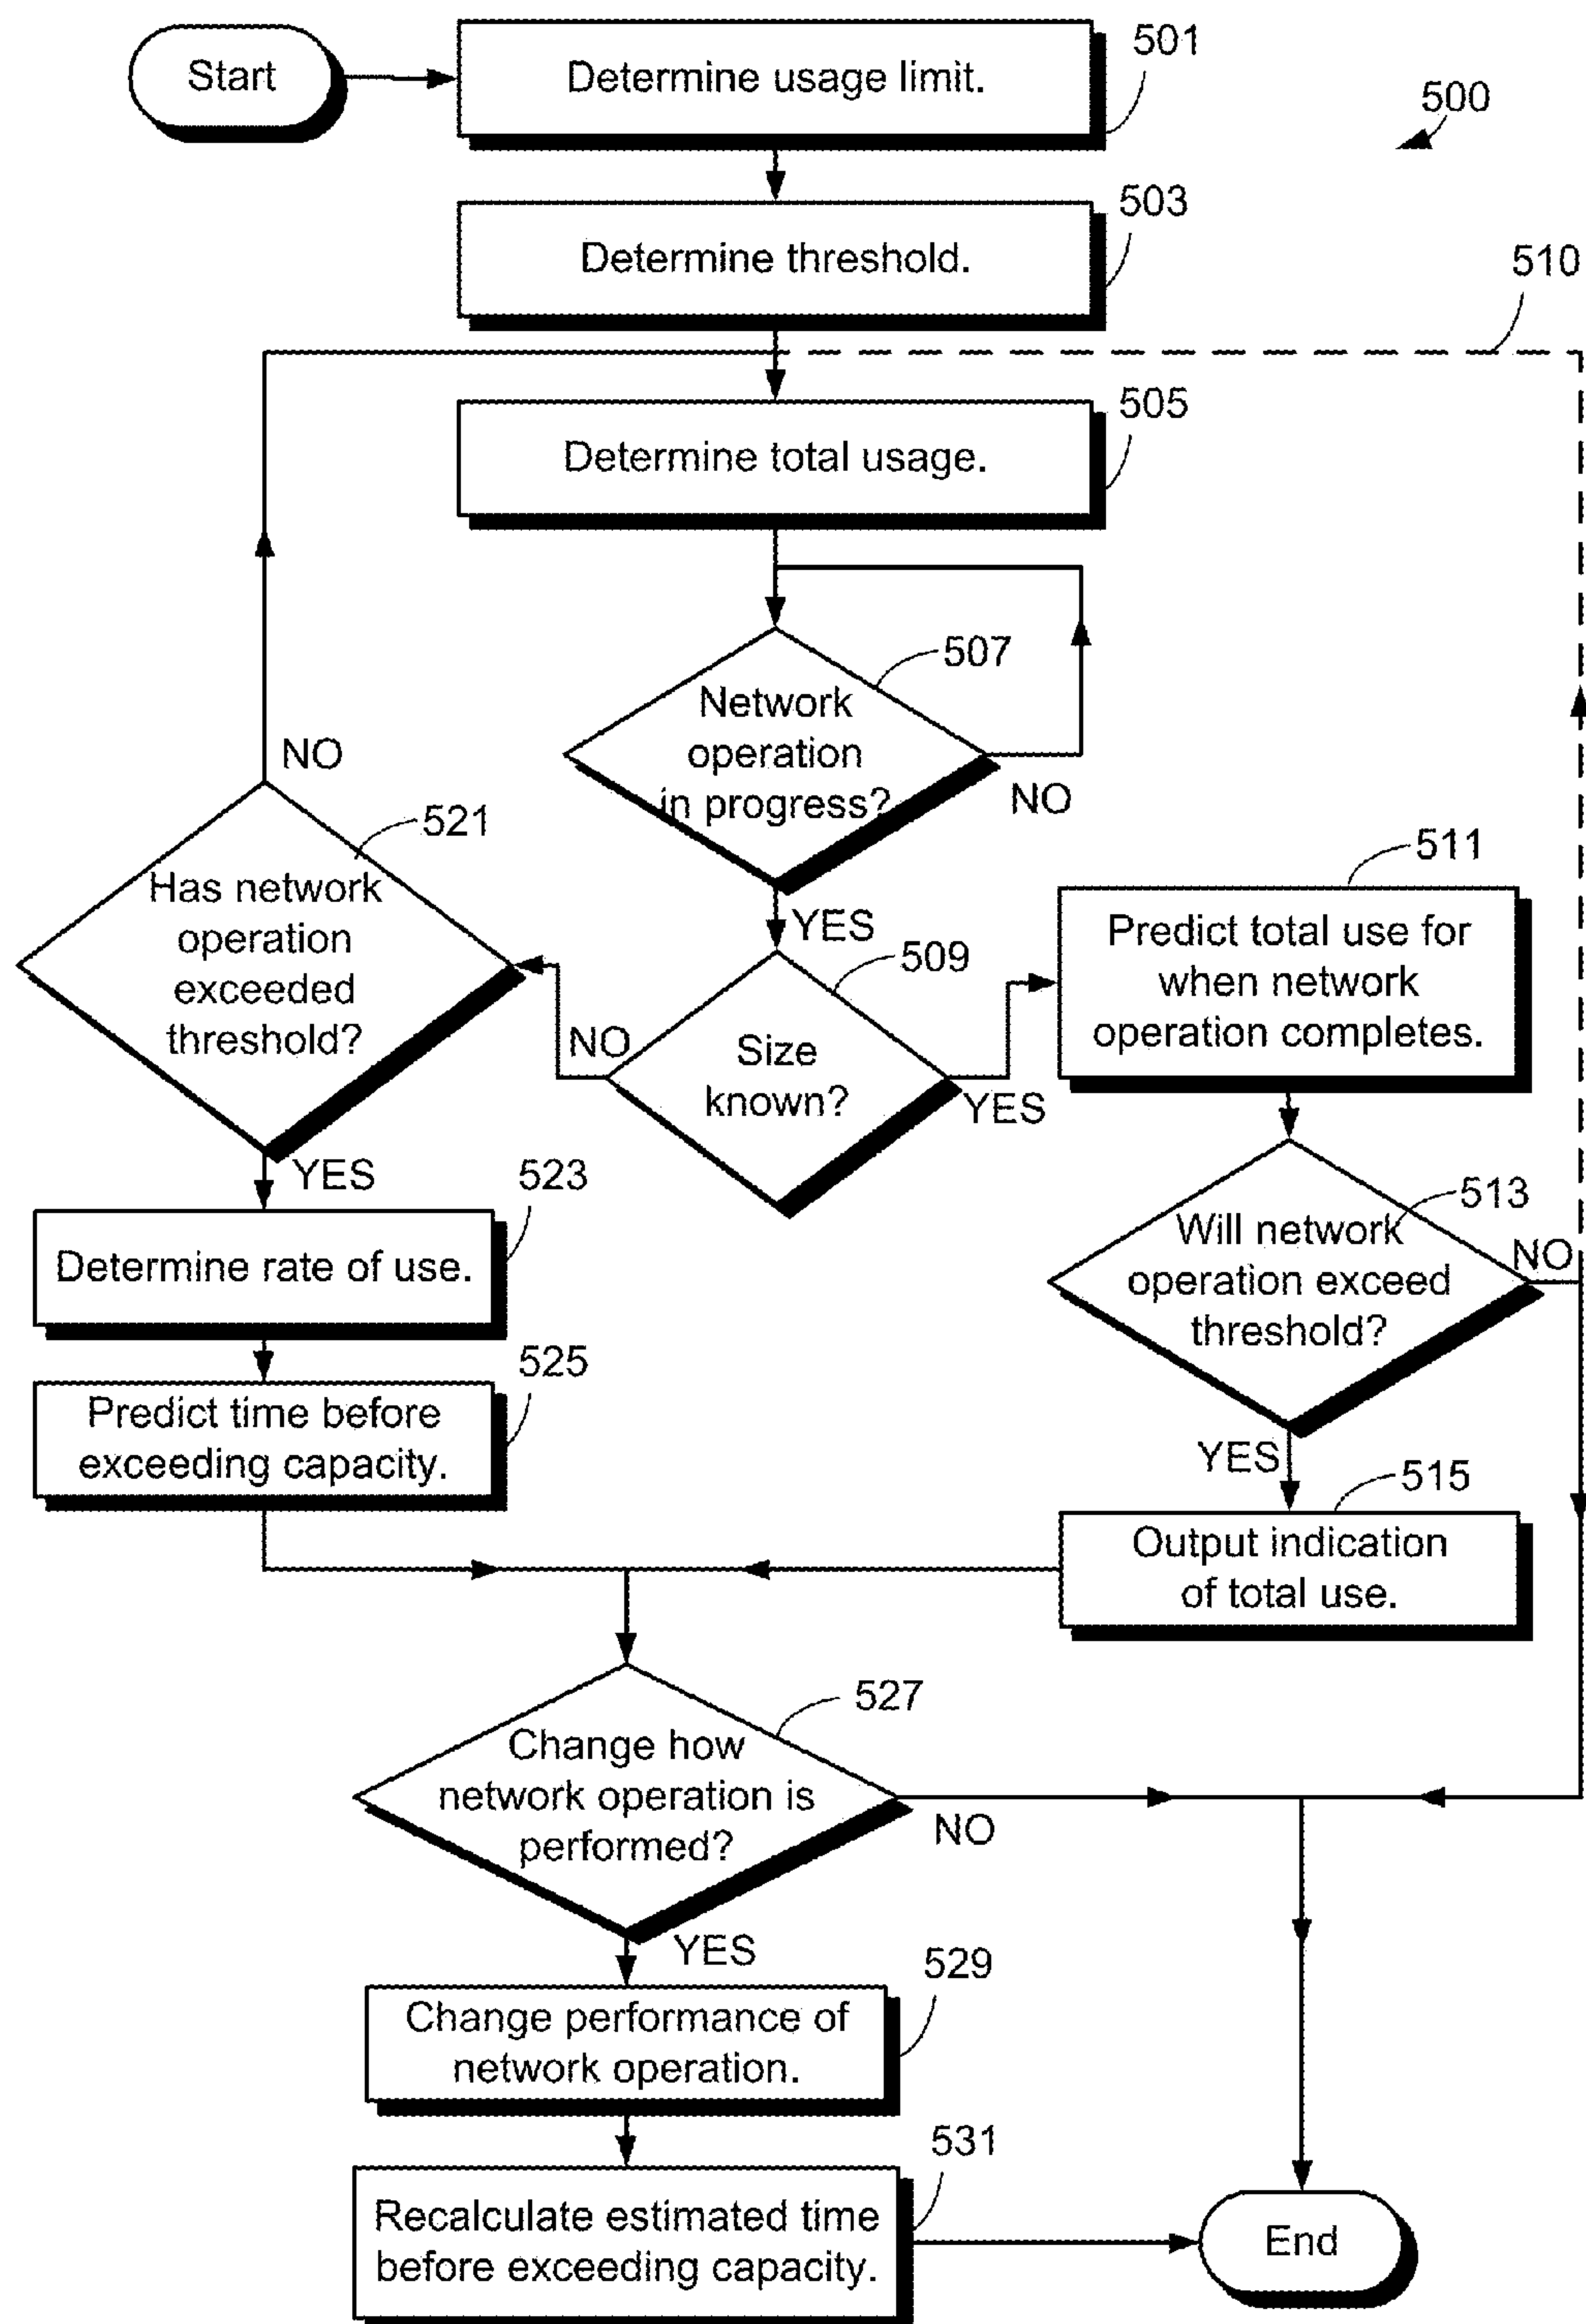 Start
Determine usage limit.
501
500
Determine threshold.
503
510
Determine total usage.
505
507
Network
operation
in progress?
NO
YES
NO
521
Has network
operation
exceeded
threshold?
YES
509
Size
known?
NO
YES
511
Predict total use for
when network
operation completes.
513
Will network
operation exceed
threshold?
NO
YES
523
Determine rate of use.
525
Predict time before
exceeding capacity.
515
Output indication
of total use.
527
Change how
network operation is
performed?
NO
YES
529
Change performance of
network operation.
531
Recalculate estimated time
before exceeding capacity.
End